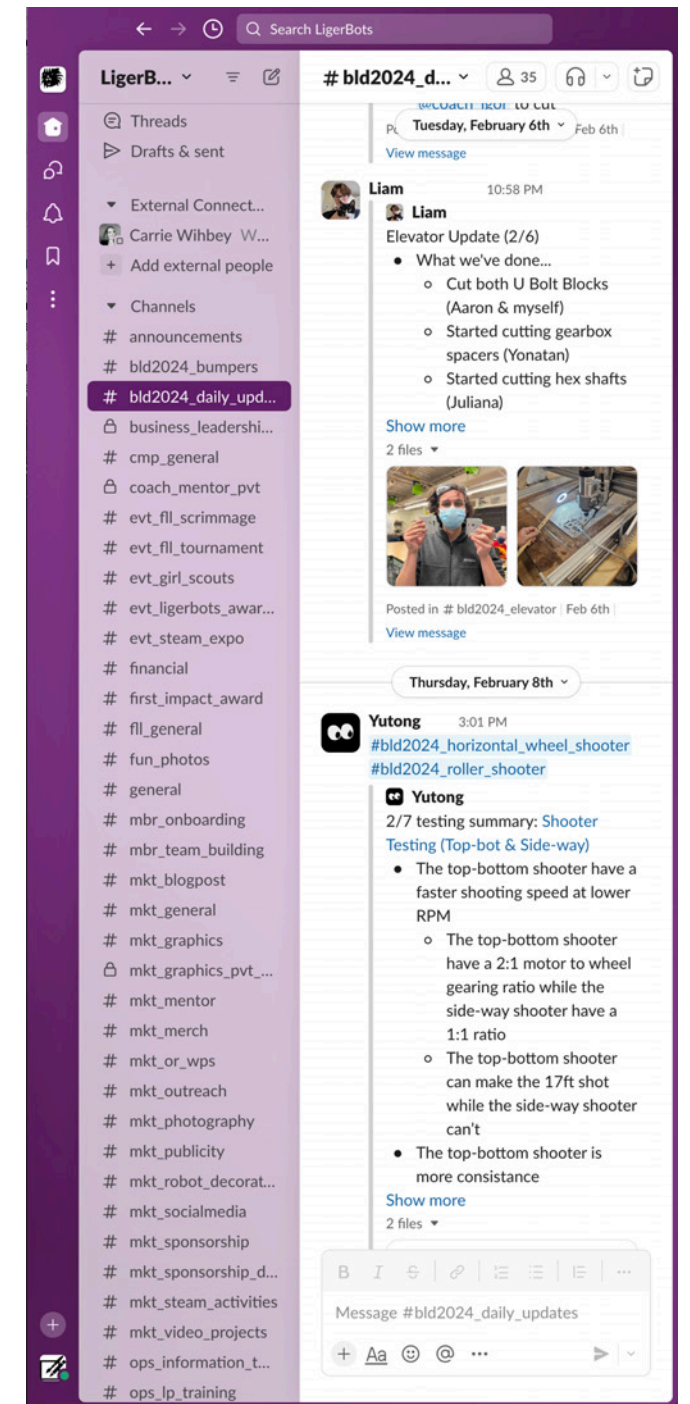 Search LigerBots
LigerB...
Threads
Drafts & sent
External Connect...
Carrie Wihbey W...
Add external people
Channels
# announcements
# bld2024_bumpers
# bld2024_daily_upd...
business_leadershi...
# cmp_general
coach_mentor_pvt
# evt_fll_scrimmage
# evt_fll_tournament
# evt_girl_scouts
# evt_ligerbots_awar...
# evt_steam_expo
# financial
# first_impact_award
# fll_general
# fun_photos
# general
# mbr_onboarding
# mbr_team_building
# mkt_blogpost
# mkt_general
# mkt_graphics
mkt_graphics_pvt_...
# mkt_mentor
# mkt_merch
# mkt_or_wps
# mkt_outreach
# mkt_photography
# mkt_publicity
# mkt_robot_decorat...
# mkt_socialmedia
# mkt_sponsorship
# mkt_sponsorship_d...
# mkt_steam_activities
# mkt_video_projects
# ops_information_t...
# ops_lp_training
# bld2024_d... 35
to cut
Tuesday, February 6th
Feb 6th
View message
Liam 10:58 PM
Liam
Elevator Update (2/6)
• What we've done...
○ Cut both U Bolt Blocks
(Aaron & myself)
○ Started cutting gearbox
spacers (Yonatan)
○ Started cutting hex shafts
(Juliana)
Show more
2 files
Posted in # bld2024_elevator | Feb 6th |
View message
Thursday, February 8th
Yutong 3:01 PM
#bld2024_horizontal_wheel_shooter
#bld2024_roller_shooter
Yutong
2/7 testing summary: Shooter
Testing (Top-bot & Side-way)
• The top-bottom shooter have a
faster shooting speed at lower
RPM
○ The top-bottom shooter
have a 2:1 motor to wheel
gearing ratio while the
side-way shooter have a
1:1 ratio
○ The top-bottom shooter
can make the 17ft shot
while the side-way shooter
can't
• The top-bottom shooter is
more consistance
Show more
2 files
B I S
Message #bld2024_daily_updates
+ Aa @ ...